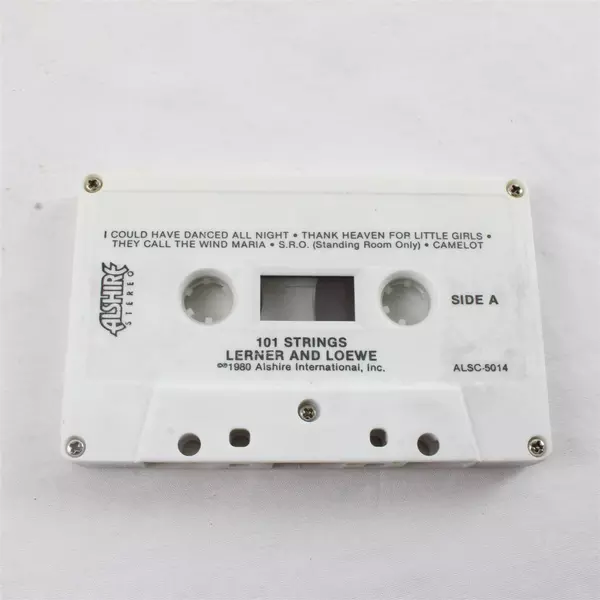 I COULD HAVE DANCED ALL NIGHT • THANK HEAVEN FOR LITTLE GIRLS •
THEY CALL THE WIND MARIA • S.R.O. (Standing Room Only) • CAMELOT
ALSHIRE
STEREO
SIDE A
101 STRINGS
LERNER AND LOEWE
©℗1980 Alshire International, Inc.
ALSC-5014